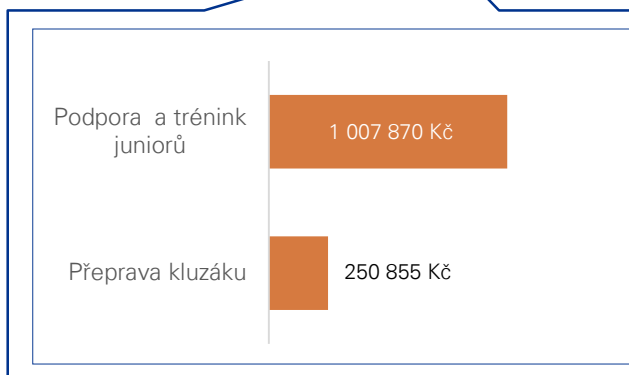 Podpora  a trénink
juniorů
1 007 870 Kč
Přeprava kluzáku
250 855 Kč